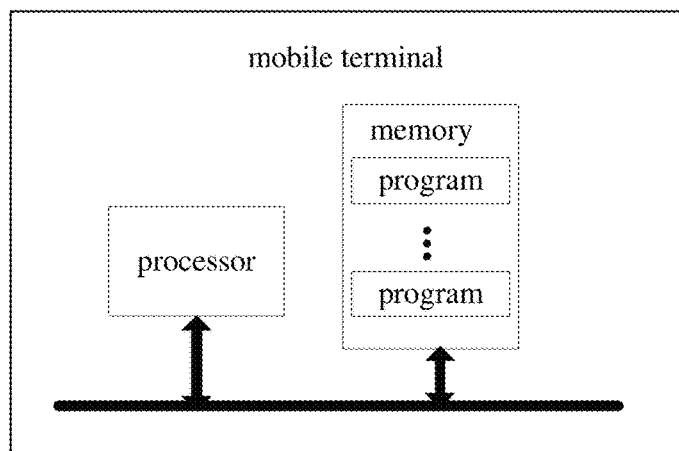 mobile terminal
memory
program
program
processor